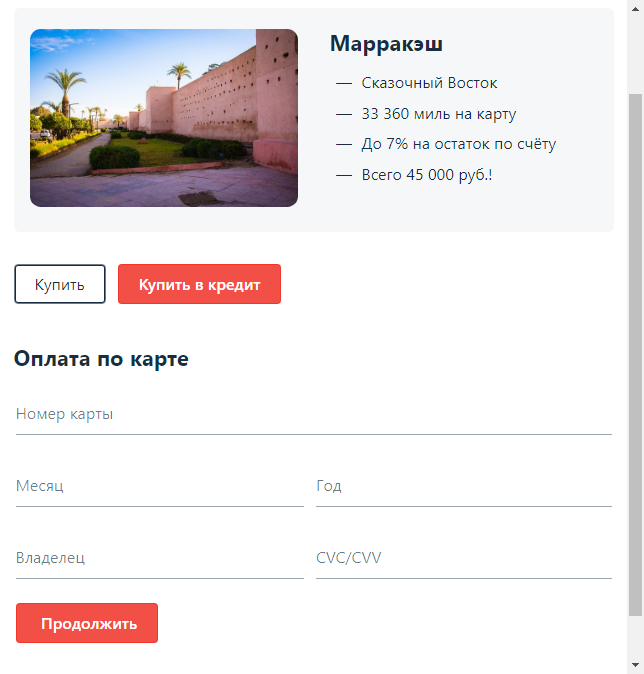 Марракэш
— Сказочный Восток
— 33 360 миль на карту
— До 7% на остаток по счёту
— Всего 45 000 руб.!
Купить Купить в кредит
Оплата по карте
Номер карты
Месяц Год
Владелец CVC/CVV
Продолжить